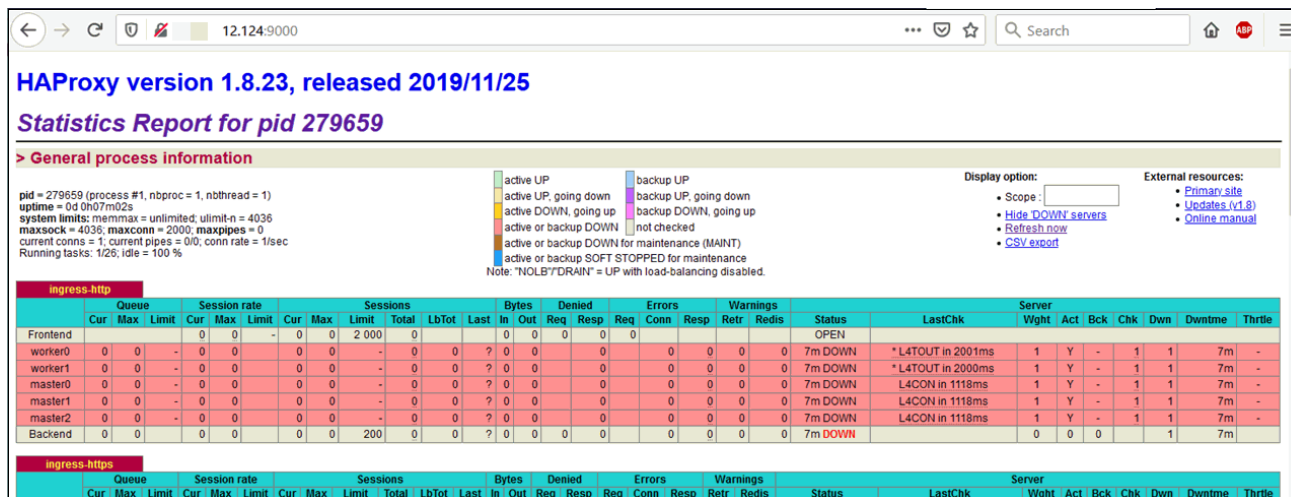 12.124:9000
Search
ABP
HAProxy version 1.8.23, released 2019/11/25
Statistics Report for pid 279659
> General process information
pid = 279659 (process #1, nbproc = 1, nbthread = 1)
uptime = 0d 0h07m02s
system limits: memmax = unlimited; ulimit-n = 4036
maxsock = 4036; maxconn = 2000; maxpipes = 0
current conns = 1; current pipes = 0/0; conn rate = 1/sec
Running tasks: 1/26; idle = 100 %
active UP backup UP
active UP, going down backup UP, going down
active DOWN, going up backup DOWN, going up
active or backup DOWN not checked
active or backup DOWN for maintenance (MAINT)
active or backup SOFT STOPPED for maintenance
Note: "NOLB"/"DRAIN" = UP with load-balancing disabled.
Display option:
• Scope :
• Hide 'DOWN' servers
• Refresh now
• CSV export
External resources:
• Primary site
• Updates (v1.8)
• Online manual
ingress-http
Queue Session rate Sessions Bytes Denied Errors Warnings Server
Cur Max Limit Cur Max Limit Cur Max Limit Total LbTot Last In Out Req Resp Req Conn Resp Retr Redis Status LastChk Wght Act Bck Chk Dwn Dwntme Thrtle
Frontend 0 0 - 0 0 2 000 0 0 0 0 0 0 OPEN
worker0 0 0 - 0 0 0 0 - 0 0 ? 0 0 0 0 0 0 0 7m DOWN * L4TOUT in 2001ms 1 Y - 1 1 7m -
worker1 0 0 - 0 0 0 0 - 0 0 ? 0 0 0 0 0 0 0 7m DOWN * L4TOUT in 2000ms 1 Y - 1 1 7m -
master0 0 0 - 0 0 0 0 - 0 0 ? 0 0 0 0 0 0 0 7m DOWN L4CON in 1118ms 1 Y - 1 1 7m -
master1 0 0 - 0 0 0 0 - 0 0 ? 0 0 0 0 0 0 0 7m DOWN L4CON in 1118ms 1 Y - 1 1 7m -
master2 0 0 - 0 0 0 0 - 0 0 ? 0 0 0 0 0 0 0 7m DOWN L4CON in 1118ms 1 Y - 1 1 7m -
Backend 0 0 0 0 0 0 200 0 0 ? 0 0 0 0 0 0 0 0 7m DOWN 0 0 0 1 7m
ingress-https
Queue Session rate Sessions Bytes Denied Errors Warnings Server
Cur Max Limit Cur Max Limit Cur Max Limit Total LbTot Last In Out Req Resp Req Conn Resp Retr Redis Status LastChk Wght Act Bck Chk Dwn Dwntme Thrtle